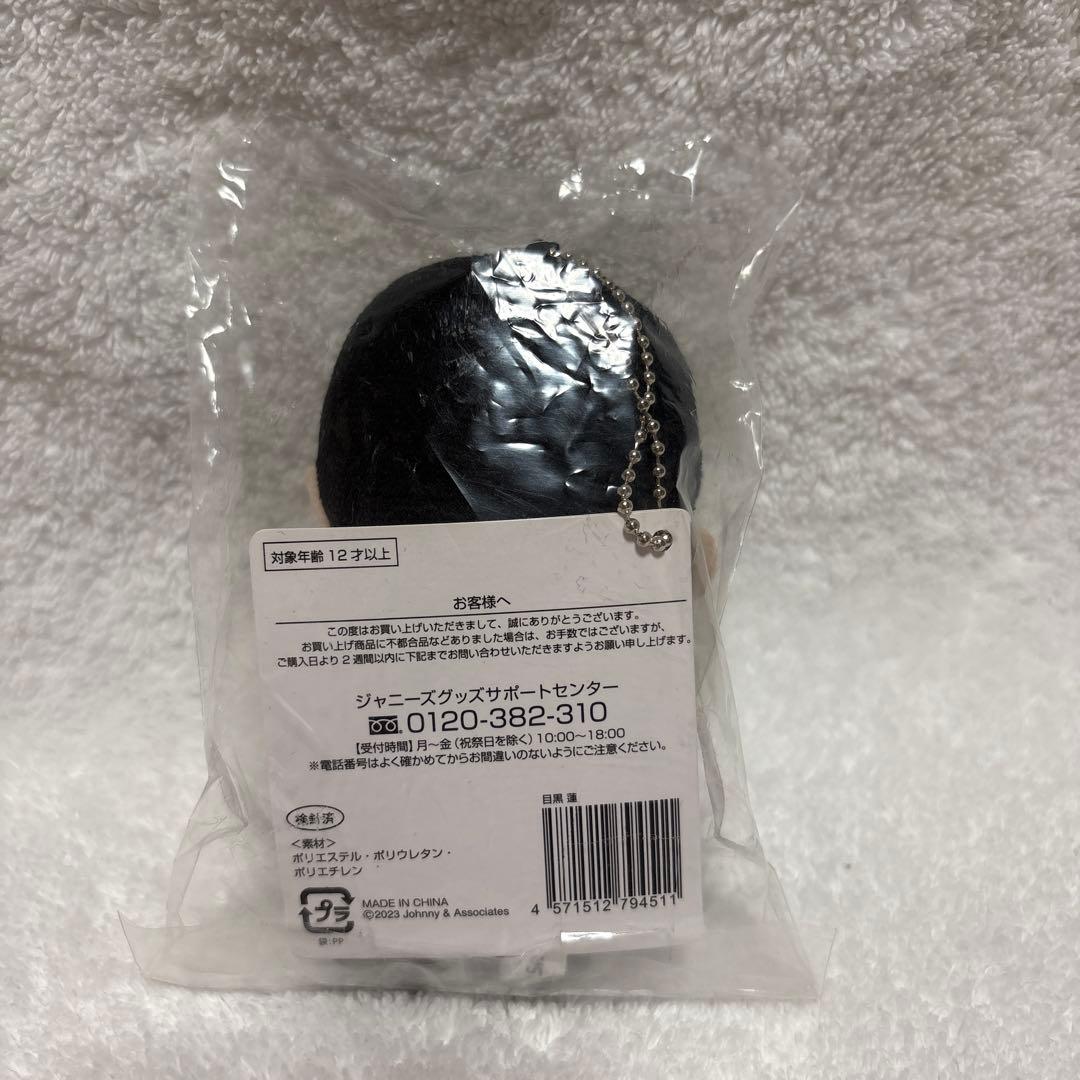 対象年齢 12 才以上
お客様へ
この度はお買い上げいただきまして、誠にありがとうございます。
お買い上げ商品に不都合品などありました場合は、お手数ではございますが、
ご購入日より 2 週間以内に下記までお問い合わせいただきますようお願い申し上げます。
ジャニーズグッズサポートセンター
0120-382-310
【受付時間】月〜金（祝祭日を除く）10:00〜18:00
※電話番号はよく確かめてからお間違いのないようにご注意ください。
検針済
＜素材＞
ポリエステル・ポリウレタン・
ポリエチレン
プラ
袋:PP
MADE IN CHINA
©2023 Johnny & Associates
目黒 蓮
4 571512 794511